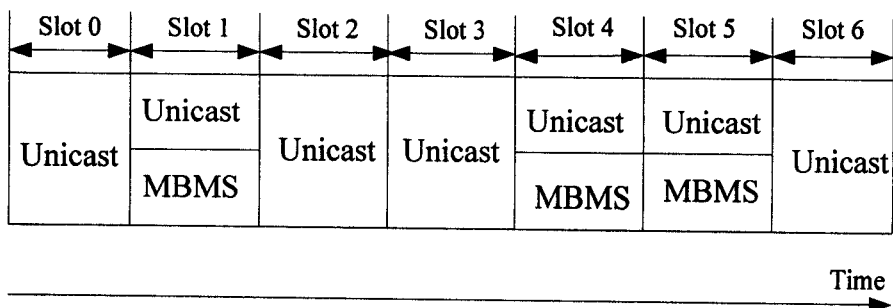 Slot 0 Slot 1 Slot 2 Slot 3 Slot 4 Slot 5 Slot 6
Unicast Unicast Unicast
Unicast Unicast Unicast Unicast
MBMS MBMS MBMS
Time